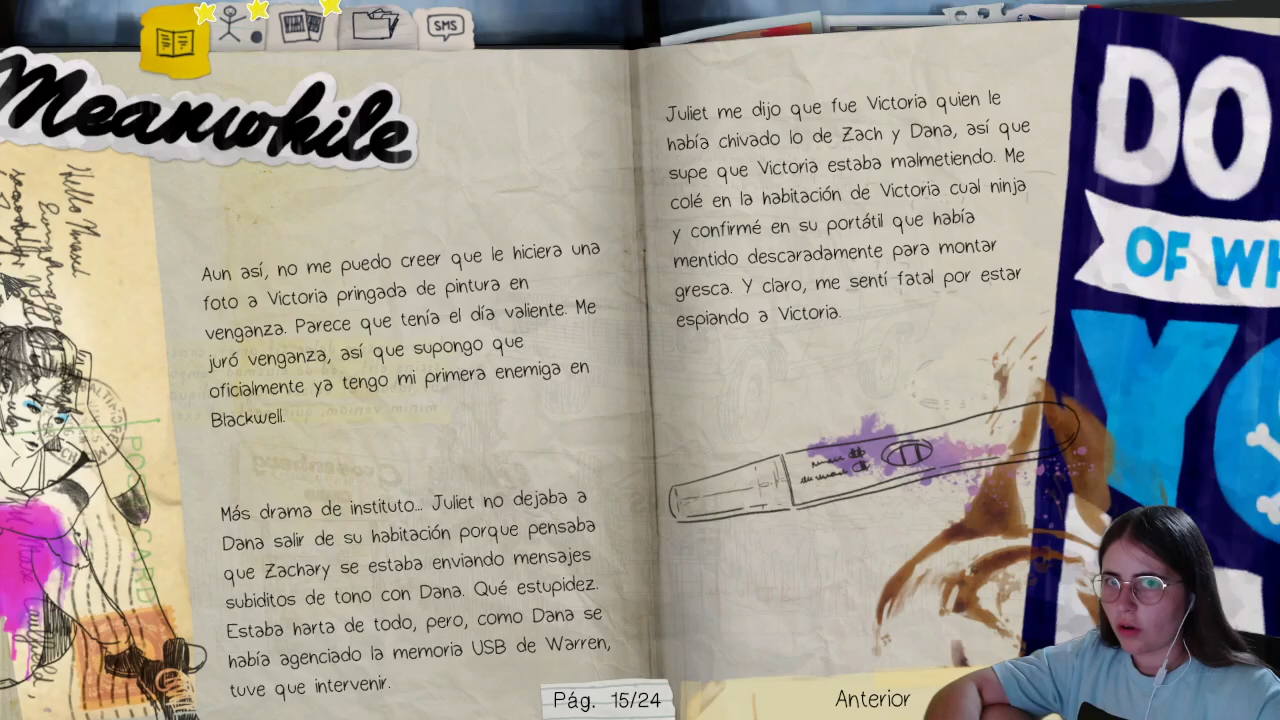 SMS
Meanwhile
Aun así, no me puedo creer que le hiciera una
foto a Victoria pringada de pintura en
venganza. Parece que tenía el día valiente. Me
juró venganza, así que supongo que
oficialmente ya tengo mi primera enemiga en
Blackwell.
Más drama de instituto... Juliet no dejaba a
Dana salir de su habitación porque pensaba
que Zachary se estaba enviando mensajes
subiditos de tono con Dana. Qué estupidez.
Estaba harta de todo, pero, como Dana se
había agenciado la memoria USB de Warren,
tuve que intervenir.
Juliet me dijo que fue Victoria quien le
había chivado lo de Zach y Dana, así que
supe que Victoria estaba malmetiendo. Me
colé en la habitación de Victoria cual ninja
y confirmé en su portátil que había
mentido descaradamente para montar
gresca. Y claro, me sentí fatal por estar
espiando a Victoria.
DO
OF WH
YO
POSTCARD
Pág. 15/24
Anterior